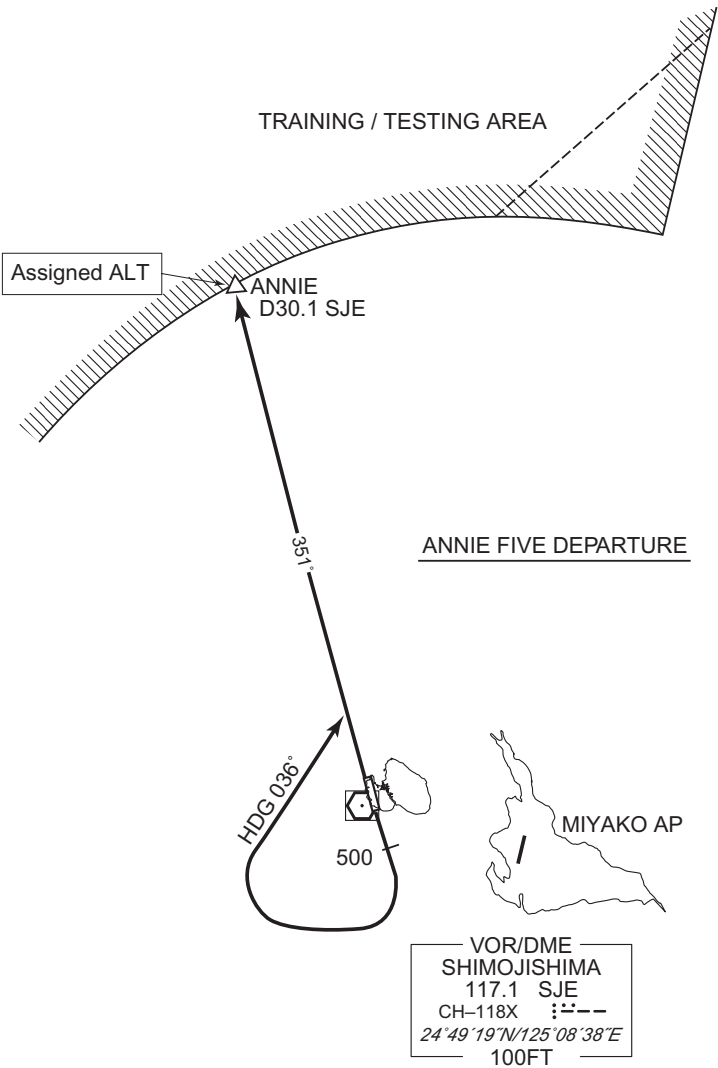 TRAINING / TESTING AREA
Assigned ALT
ANNIE
D30.1 SJE
351°
ANNIE FIVE DEPARTURE
HDG 036°
MIYAKO AP
500
VOR/DME
SHIMOJISHIMA
117.1 SJE
CH–118X
24°49´19˝N/125°08´38˝E
100FT